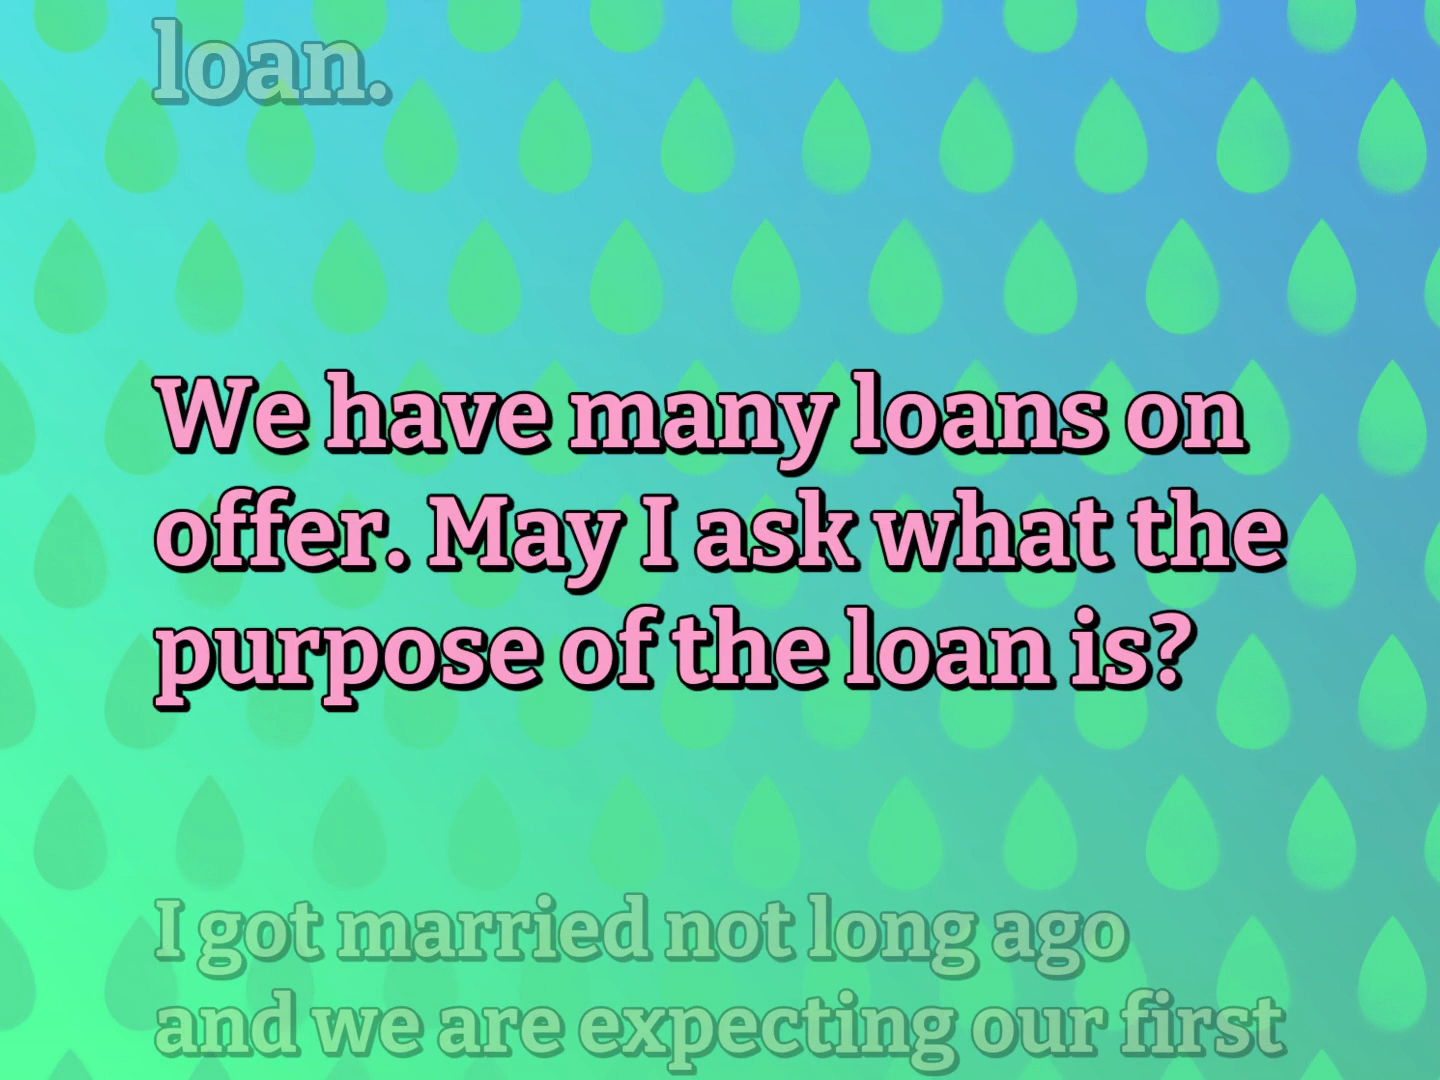 loan.
We have many loans on
offer. May I ask what the
purpose of the loan is?
I got married not long ago
and we are expecting our first